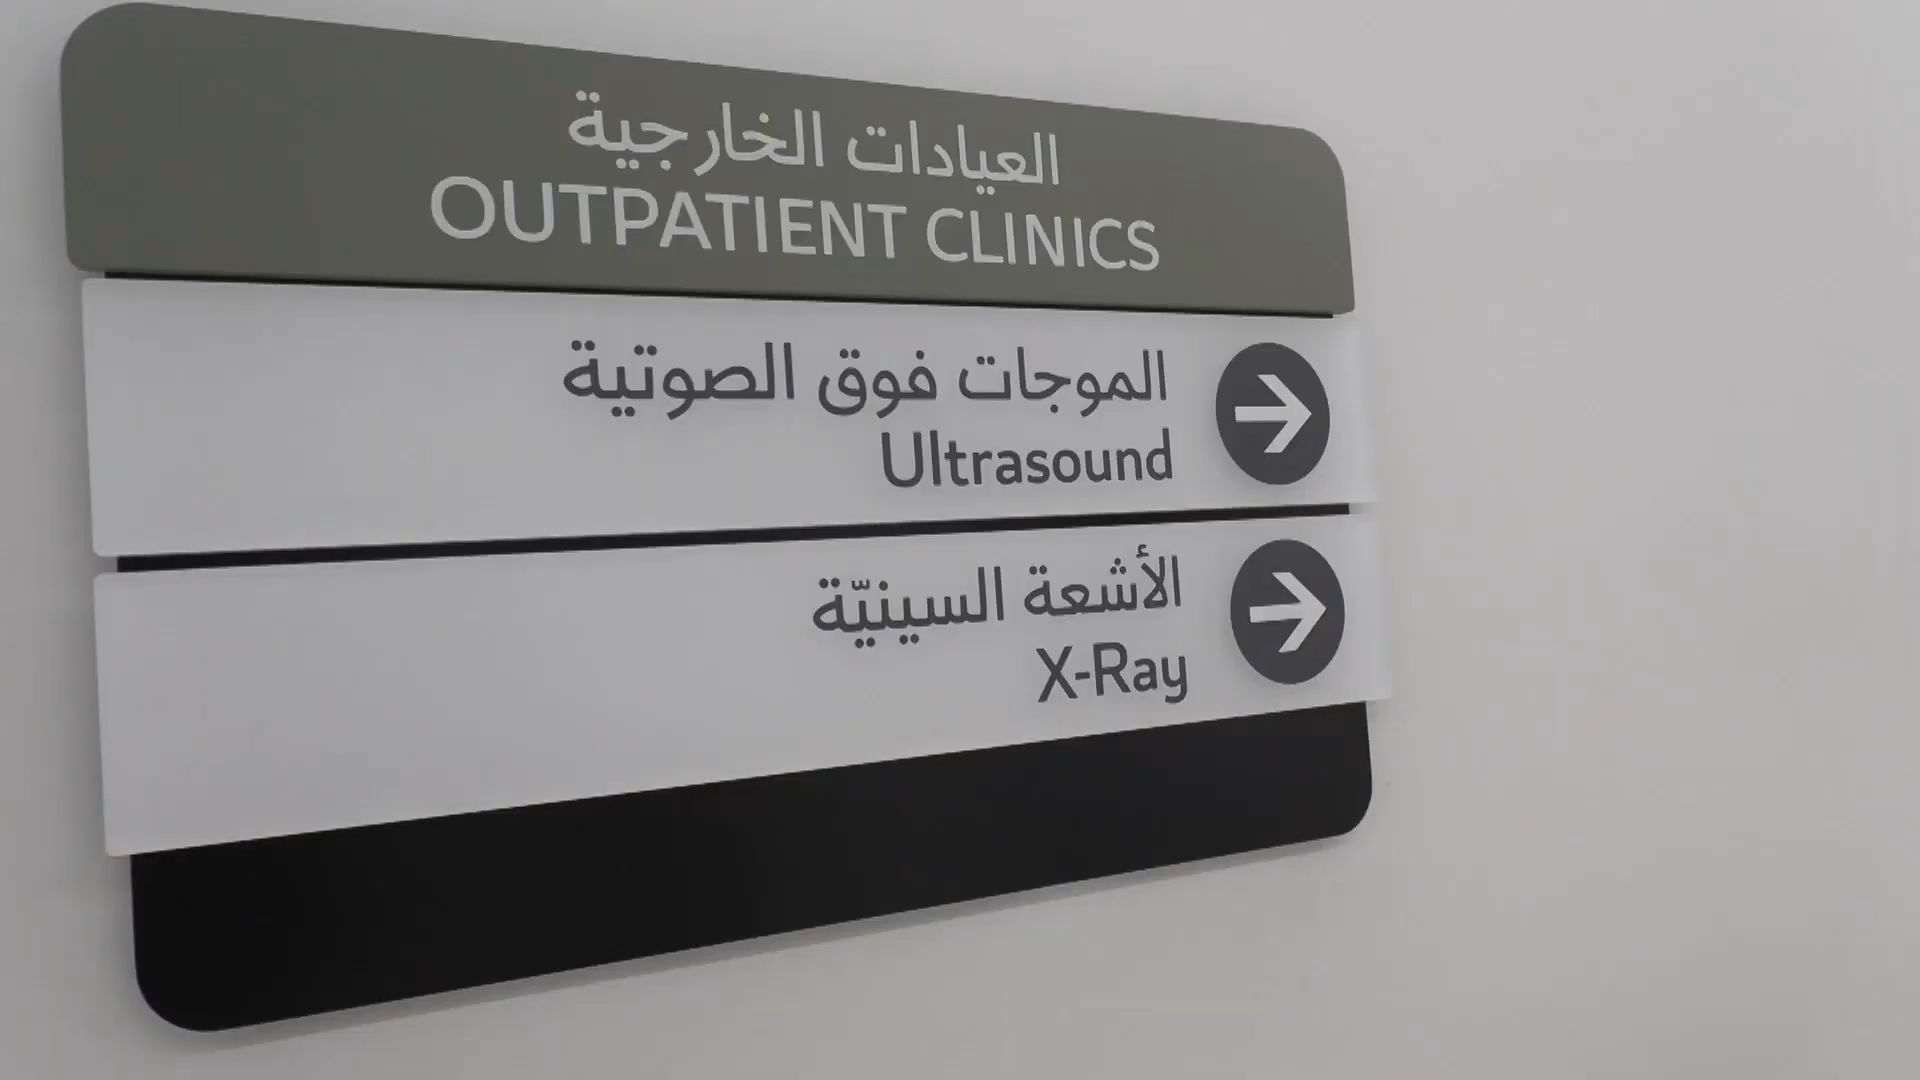 العيادات الخارجية
OUTPATIENT CLINICS
الموجات فوق الصوتية
Ultrasound
الأشعة السينيّة
X-Ray